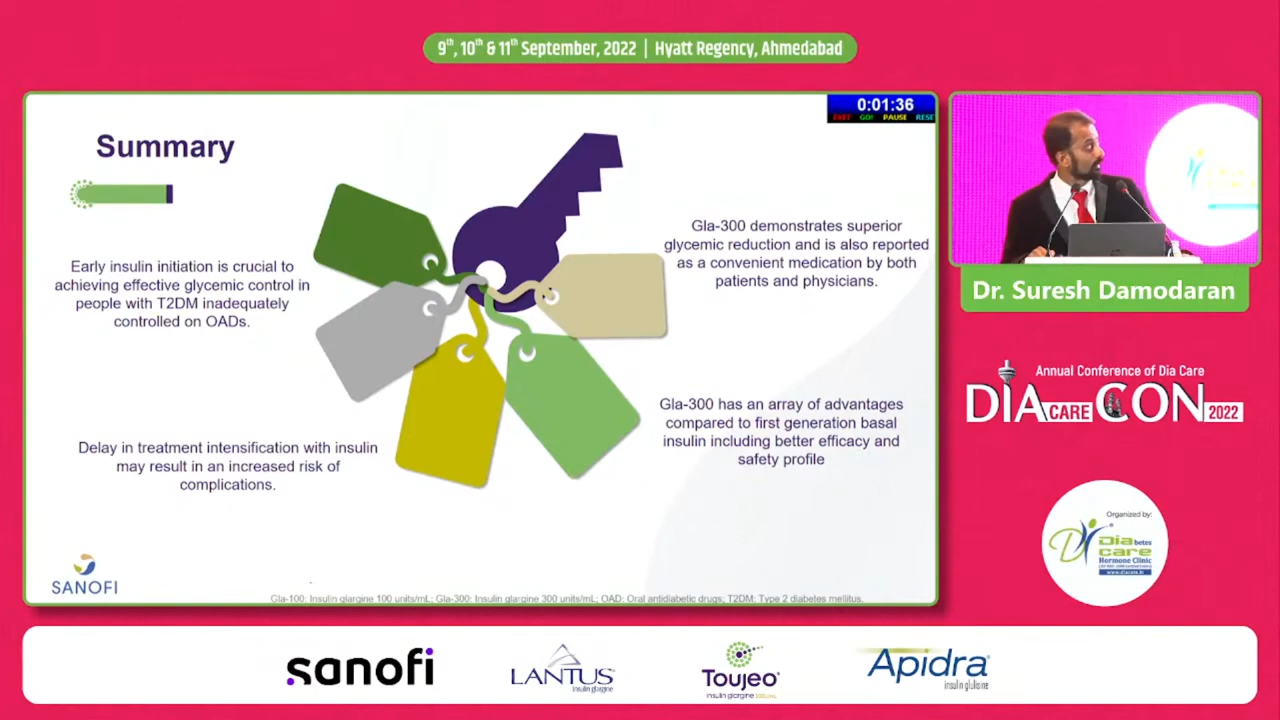 9th, 10th & 11th September, 2022 | Hyatt Regency, Ahmedabad
0:01:36
GO! PAUSE
Summary
Early insulin initiation is crucial to
achieving effective glycemic control in
people with T2DM inadequately
controlled on OADs.
Delay in treatment intensification with insulin
may result in an increased risk of
complications.
Gla-300 demonstrates superior
glycemic reduction and is also reported
as a convenient medication by both
patients and physicians.
Gla-300 has an array of advantages
compared to first generation basal
insulin including better efficacy and
safety profile
SANOFI
Gla-100: Insulin glargine 100 units/mL; Gla-300: Insulin glargine 300 units/mL; OAD: Oral antidiabetic drugs; T2DM: Type 2 diabetes mellitus.
Dr. Suresh Damodaran
Annual Conference of Dia Care
DIA CARE CON 2022
Organized by:
Diabetes
care
Hormone Clinic
sanofi
LANTUS
insulin glargine
Toujeo
insulin glargine
Apidra
insulin glulisine